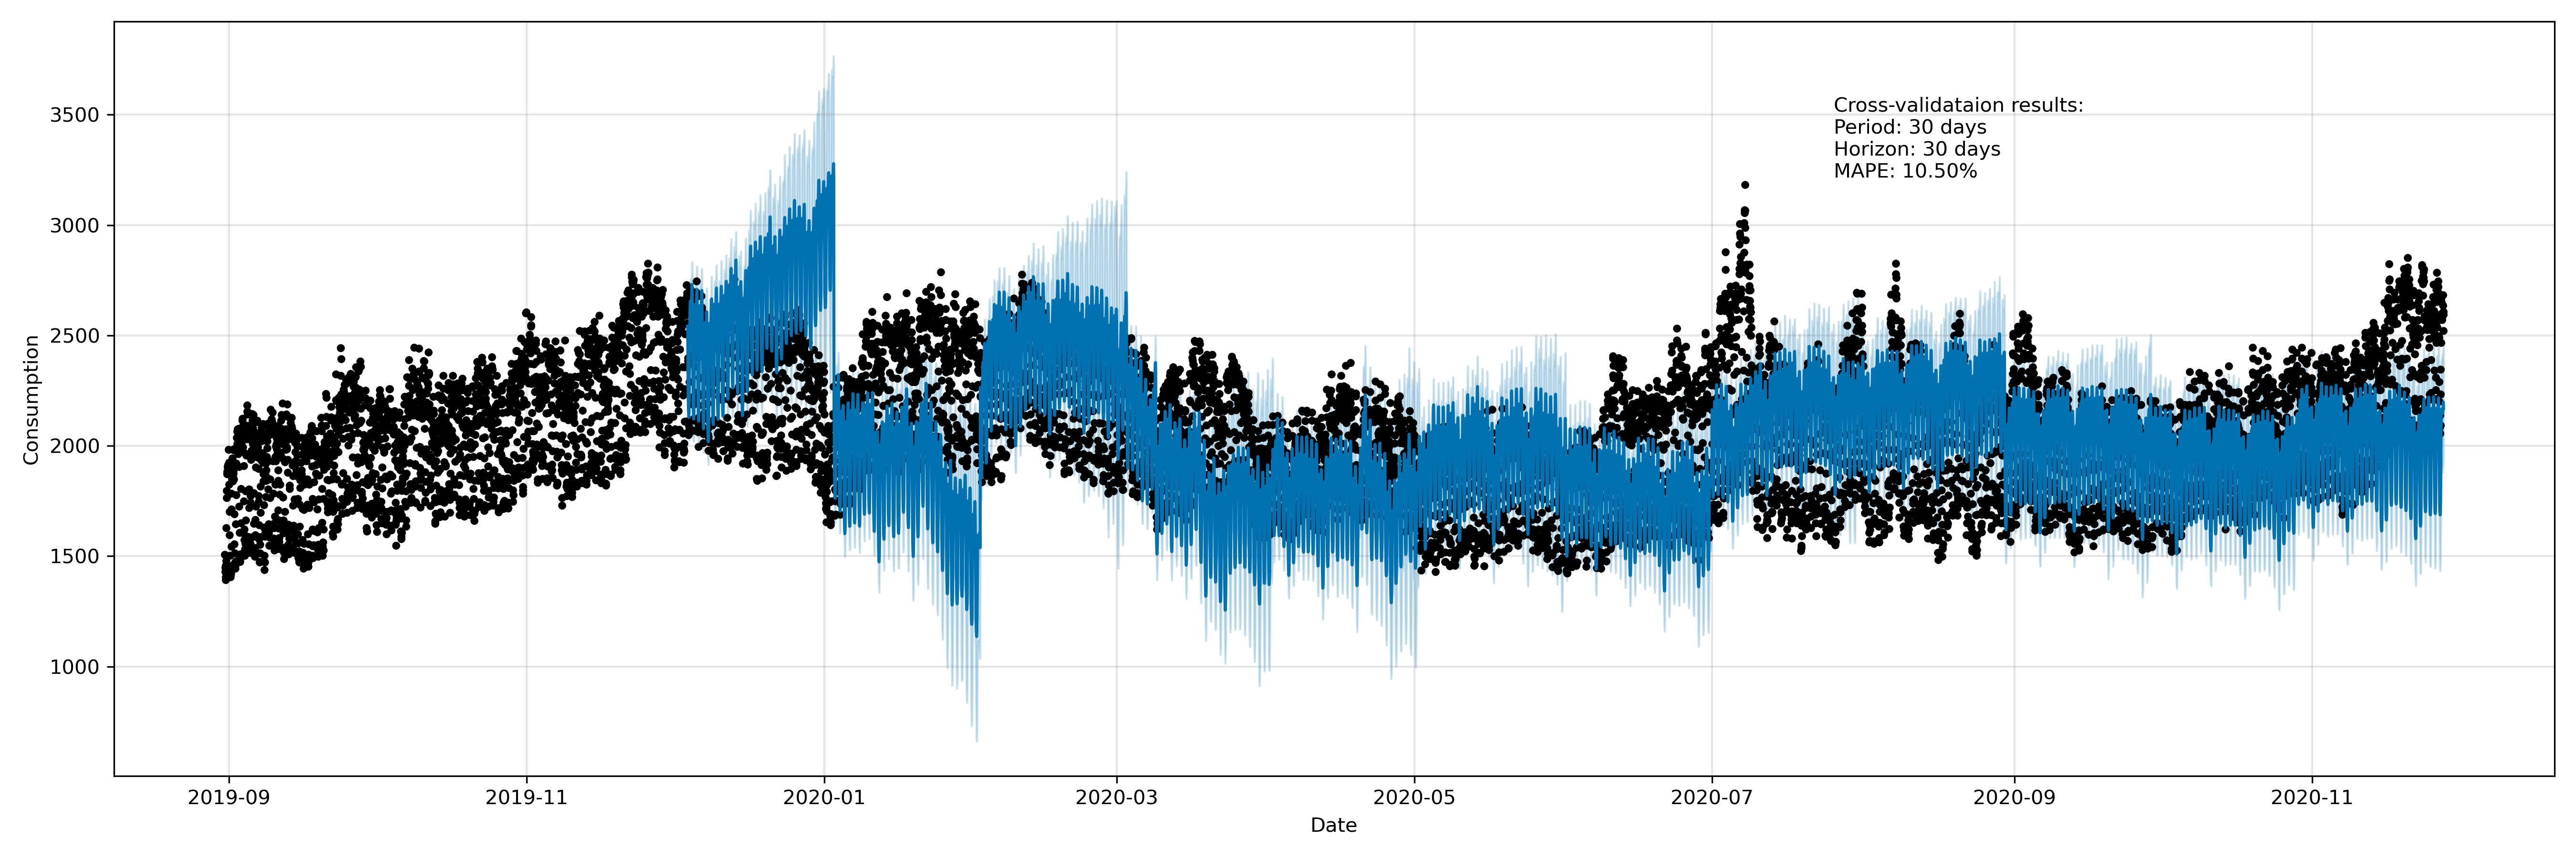 3500
3000
2500
2000
1500
1000
Consumption
Cross-validataion results:
Period: 30 days
Horizon: 30 days
MAPE: 10.50%
2019-09
2019-11
2020-01
2020-03
2020-05
2020-07
2020-09
2020-11
Date